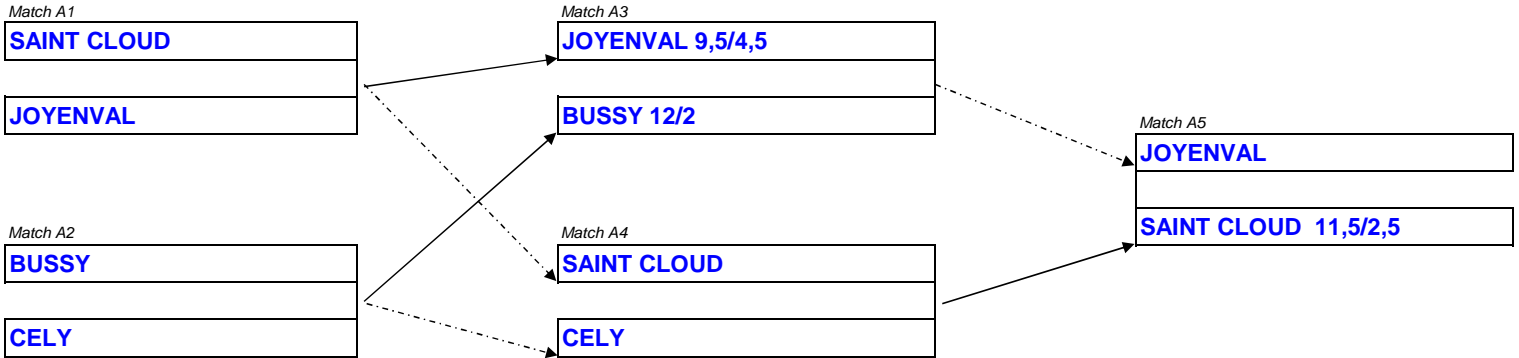 Match A1
SAINT CLOUD
JOYENVAL
Match A2
BUSSY
CELY
Match A3
JOYENVAL 9,5/4,5
BUSSY 12/2
Match A4
SAINT CLOUD
CELY
Match A5
JOYENVAL
SAINT CLOUD 11,5/2,5